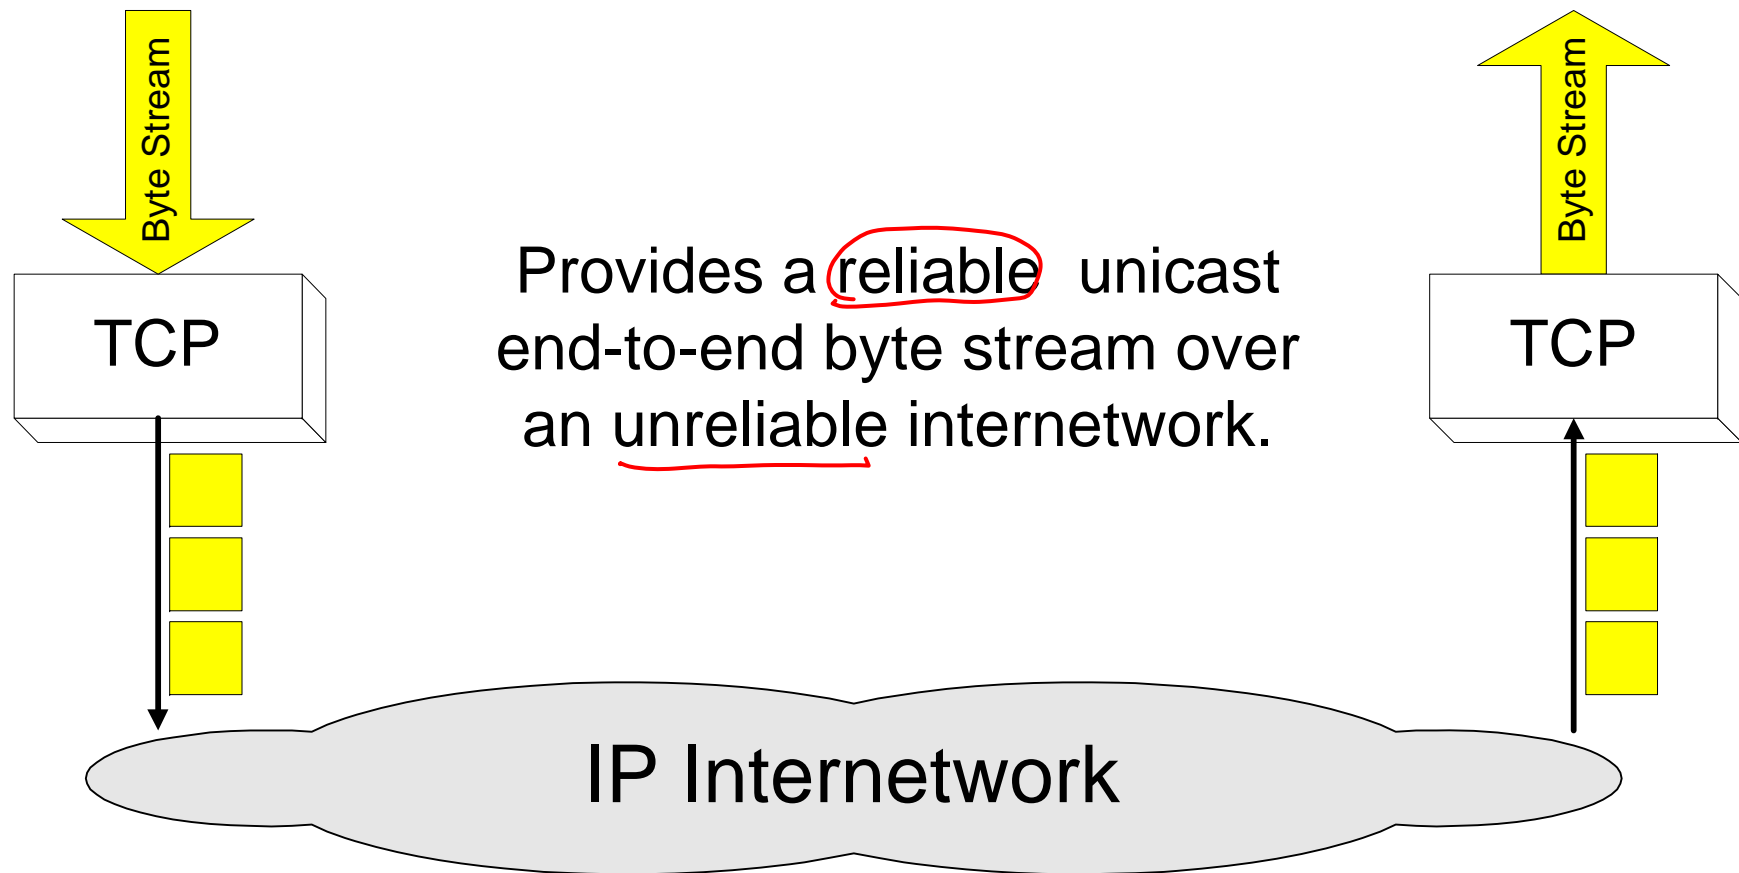 Byte Stream
Byte Stream
Provides a reliable unicast
end-to-end byte stream over
an unreliable internetwork.
TCP
TCP
IP Internetwork